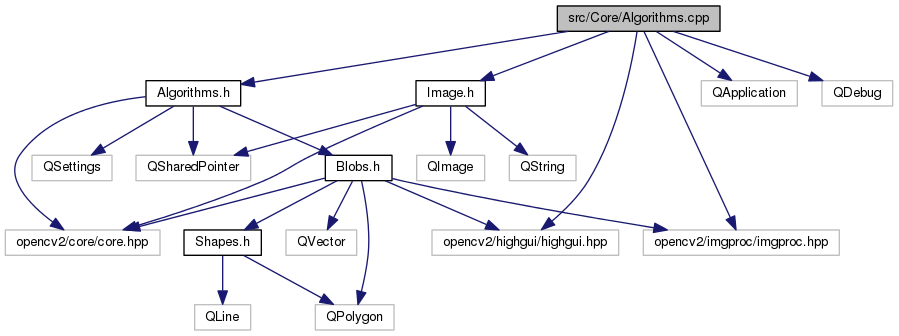 src/Core/Algorithms.cpp
Algorithms.h
Image.h
QApplication
QDebug
QSettings
QSharedPointer
Blobs.h
QImage
QString
opencv2/core/core.hpp
Shapes.h
QVector
opencv2/highgui/highgui.hpp
opencv2/imgproc/imgproc.hpp
QLine
QPolygon